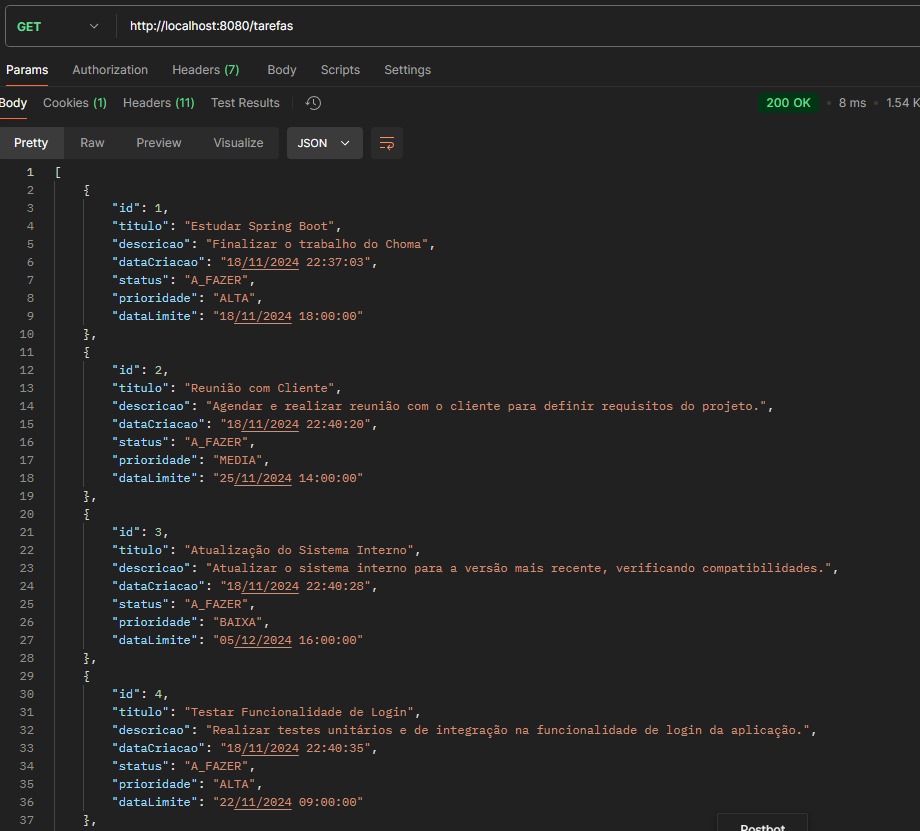 GET http://localhost:8080/tarefas
Params Authorization Headers (7) Body Scripts Settings
Body Cookies (1) Headers (11) Test Results 200 OK 8 ms 1.54 K
Pretty Raw Preview Visualize JSON
1 [
2 {
3 "id": 1,
4 "titulo": "Estudar Spring Boot",
5 "descricao": "Finalizar o trabalho do Choma",
6 "dataCriacao": "18/11/2024 22:37:03",
7 "status": "A_FAZER",
8 "prioridade": "ALTA",
9 "dataLimite": "18/11/2024 18:00:00"
10 },
11 {
12 "id": 2,
13 "titulo": "Reunião com Cliente",
14 "descricao": "Agendar e realizar reunião com o cliente para definir requisitos do projeto.",
15 "dataCriacao": "18/11/2024 22:40:20",
16 "status": "A_FAZER",
17 "prioridade": "MEDIA",
18 "dataLimite": "25/11/2024 14:00:00"
19 },
20 {
21 "id": 3,
22 "titulo": "Atualização do Sistema Interno",
23 "descricao": "Atualizar o sistema interno para a versão mais recente, verificando compatibilidades.",
24 "dataCriacao": "18/11/2024 22:40:28",
25 "status": "A_FAZER",
26 "prioridade": "BAIXA",
27 "dataLimite": "05/12/2024 16:00:00"
28 },
29 {
30 "id": 4,
31 "titulo": "Testar Funcionalidade de Login",
32 "descricao": "Realizar testes unitários e de integração na funcionalidade de login da aplicação.",
33 "dataCriacao": "18/11/2024 22:40:35",
34 "status": "A_FAZER",
35 "prioridade": "ALTA",
36 "dataLimite": "22/11/2024 09:00:00"
37 },
Postbot